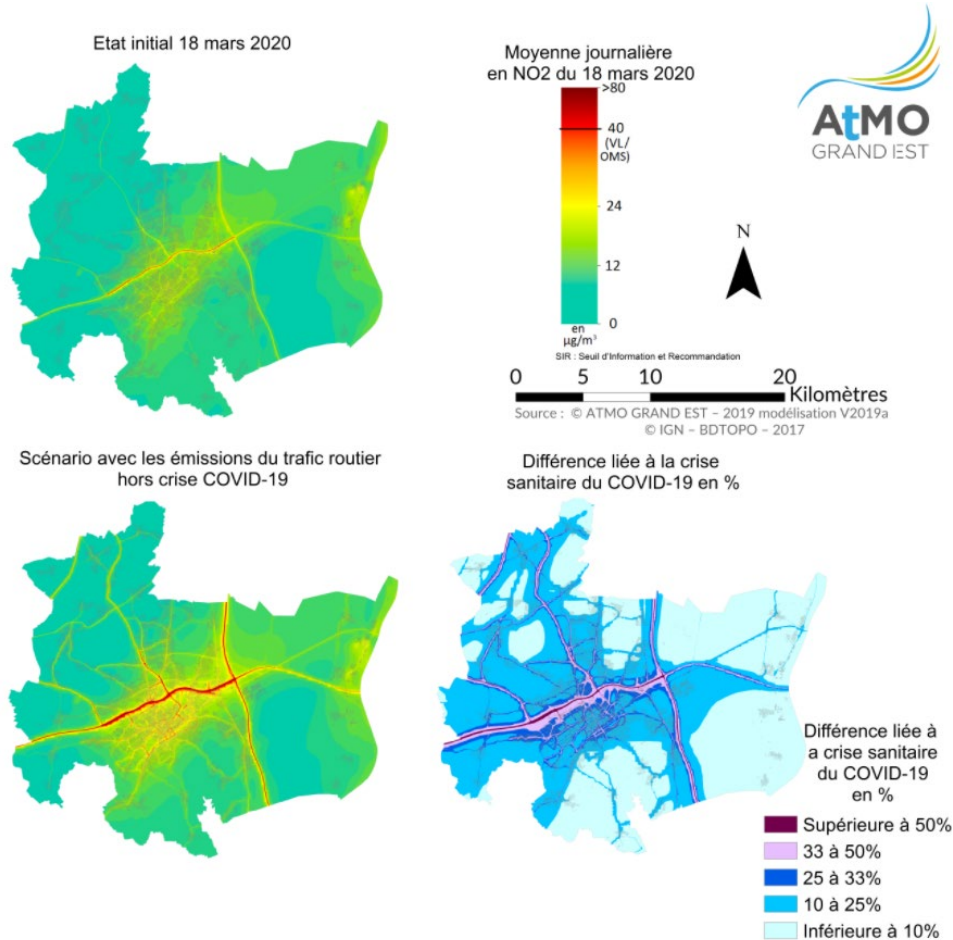 Etat initial 18 mars 2020
Moyenne journalière
en NO2 du 18 mars 2020
>80
40
(VL/
OMS)
24
12
0
en
µg/m³
SIR : Seuil d'Information et Recommandation
N
AtMO
GRAND EST
0 5 10 20
Kilomètres
Source : © ATMO GRAND EST – 2019 modélisation V2019a
© IGN – BDTOPO – 2017
Scénario avec les émissions du trafic routier
hors crise COVID-19
Différence liée à la crise
sanitaire du COVID-19 en %
Différence liée à
a crise sanitaire
du COVID-19
en %
Supérieure à 50%
33 à 50%
25 à 33%
10 à 25%
Inférieure à 10%